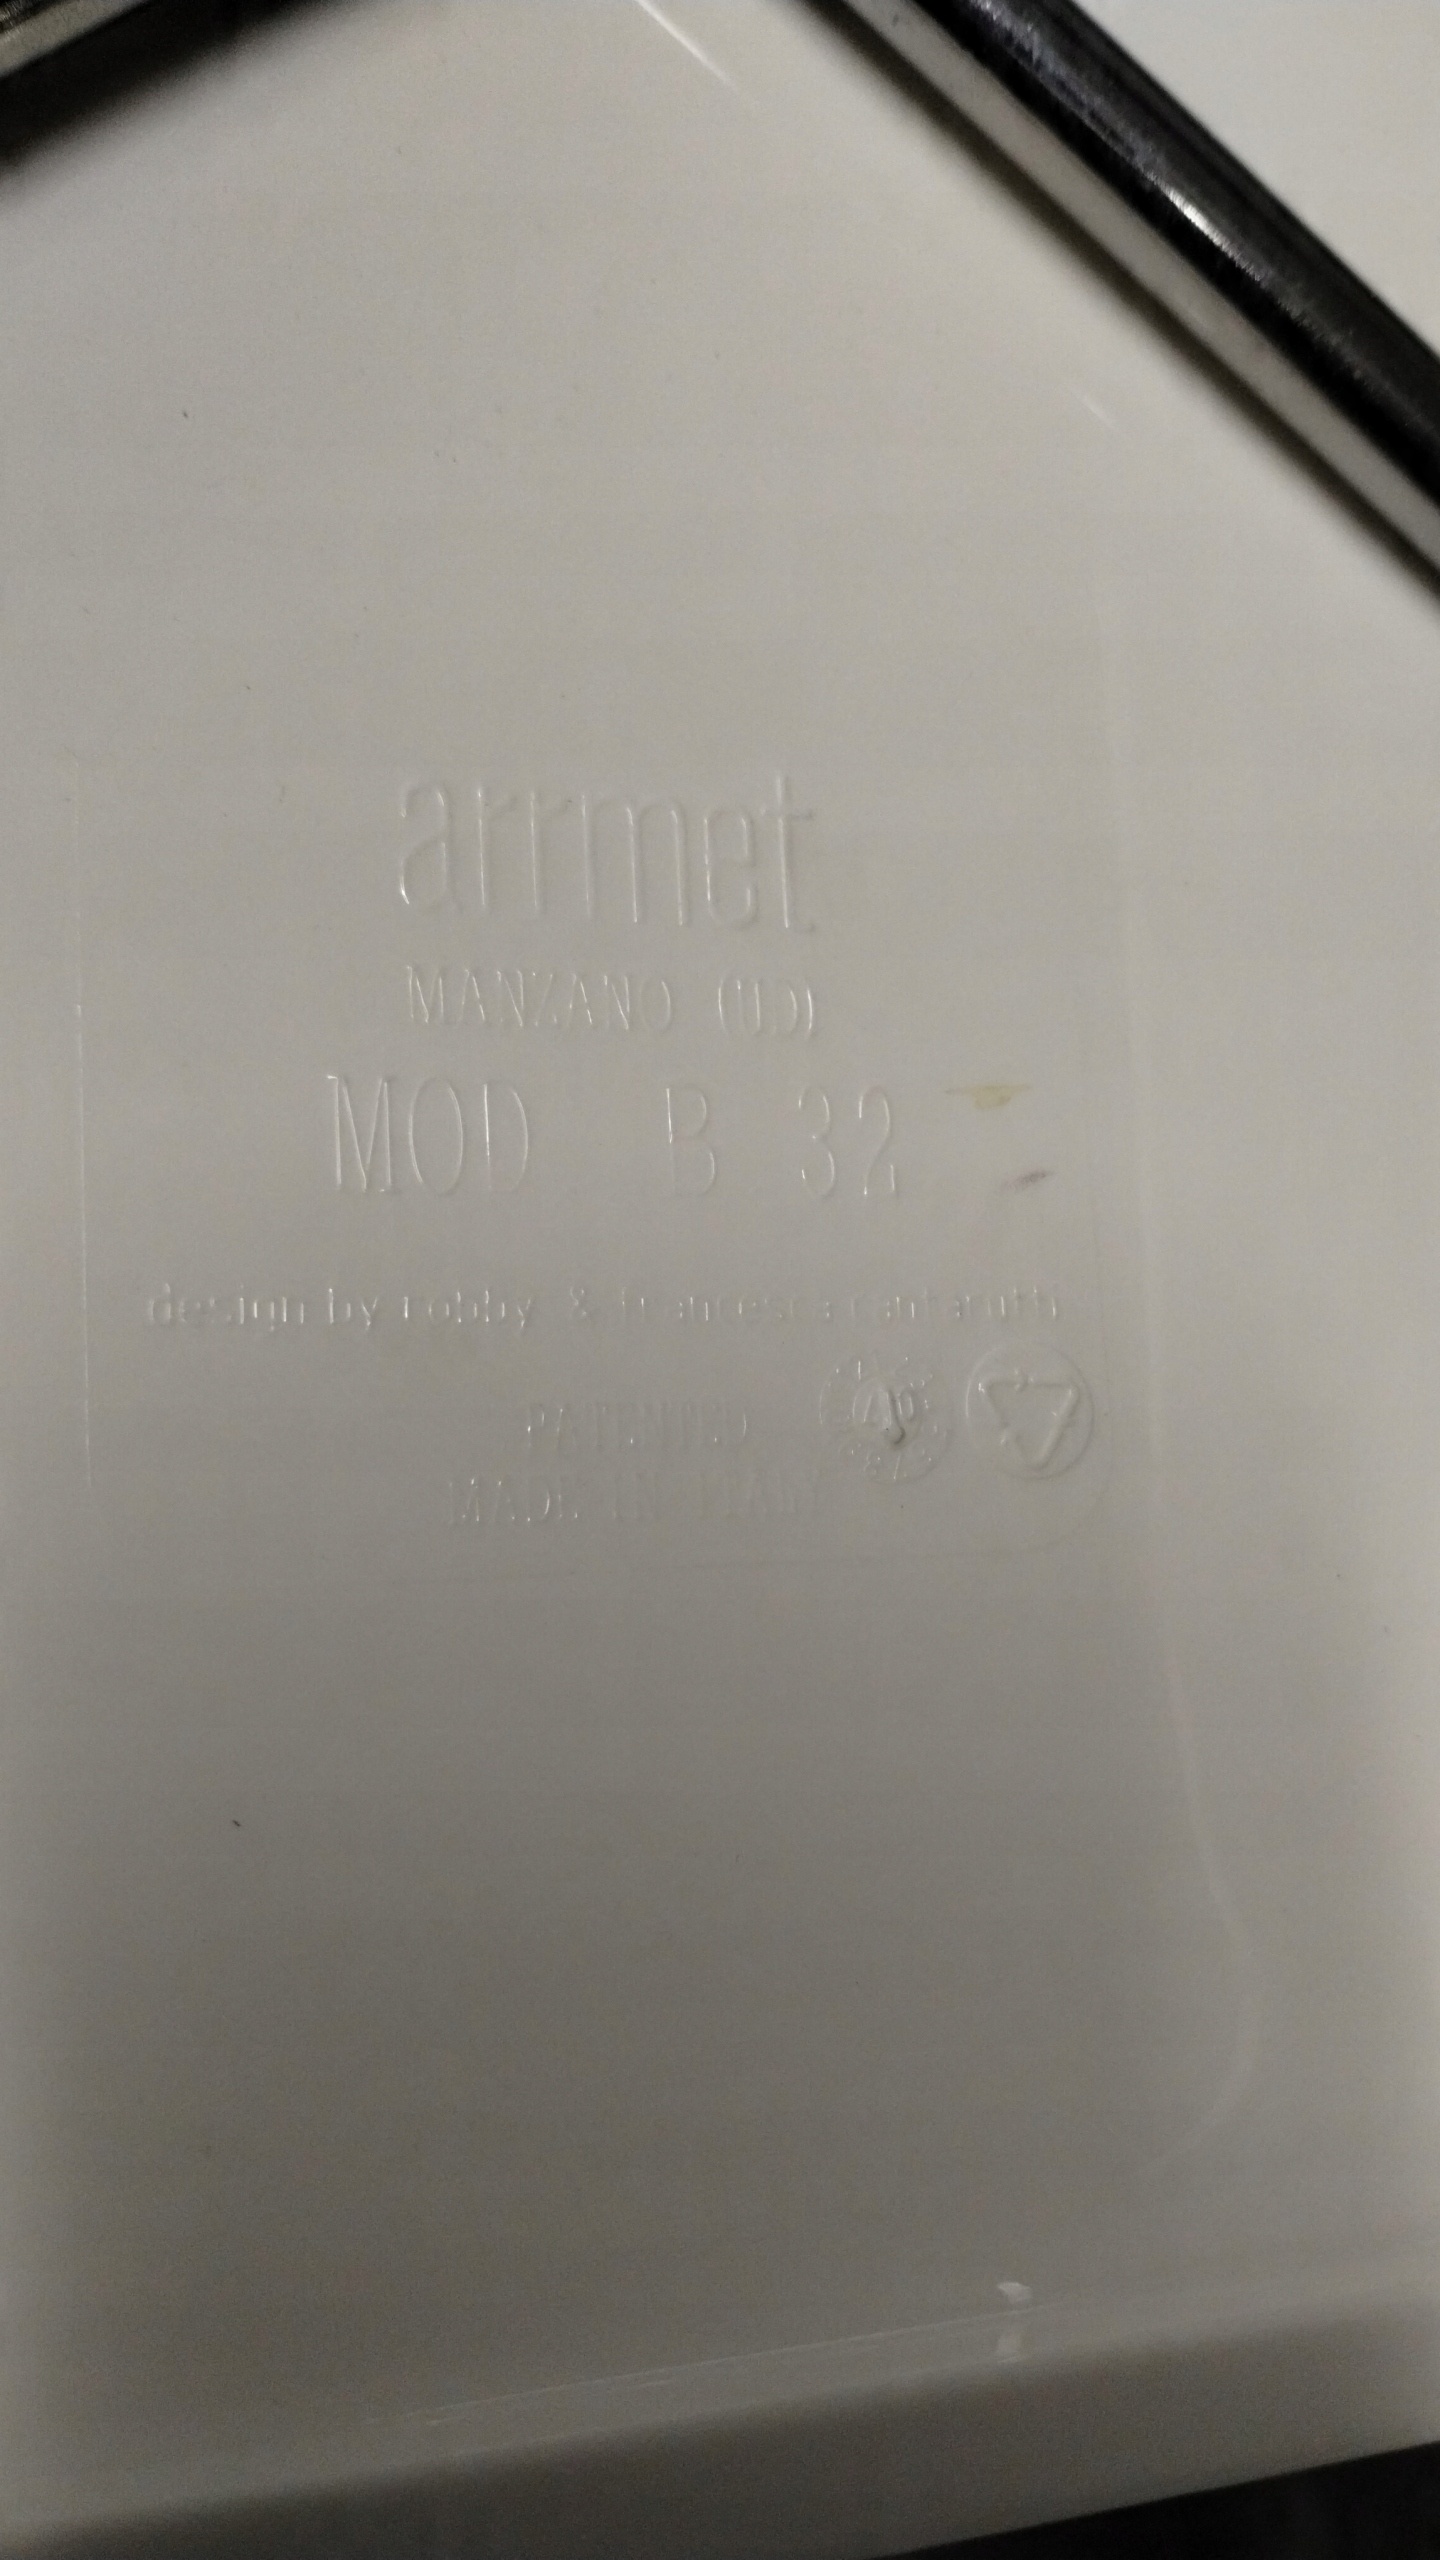 arrmet
MANZANO (UD)
MOD B 32
design by robby & francesca cantarutti
PATENTED
MADE IN ITALY